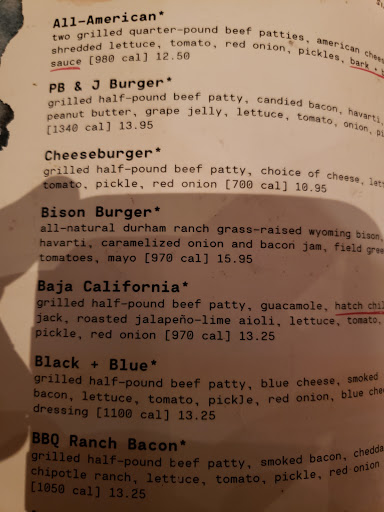 All-American*
two grilled quarter-pound beef patties, american chees
shredded lettuce, tomato, red onion, pickles, bark +
sauce [980 cal] 12.50
PB & J Burger*
grilled half-pound beef patty, candied bacon, havarti,
peanut butter, grape jelly, lettuce, tomato, onion,
[1340 cal] 13.95
Cheeseburger*
grilled half-pound beef patty, choice of cheese, lett
tomato, pickle, red onion [700 cal] 10.95
Bison Burger*
all-natural durham ranch grass-raised wyoming bison,
havarti, caramelized onion and bacon jam, field gree
tomatoes, mayo [970 cal] 15.95
Baja California*
grilled half-pound beef patty, guacamole, hatch chil
jack, roasted jalapeño-lime aioli, lettuce, tomato,
pickle, red onion [970 cal] 13.25
Black + Blue*
grilled half-pound beef patty, blue cheese, smoked
bacon, lettuce, tomato, pickle, red onion, blue chee
dressing [1100 cal] 13.25
BBQ Ranch Bacon*
grilled half-pound beef patty, smoked bacon, chedda
chipotle ranch, lettuce, tomato, pickle, red onion
[1050 cal] 13.25